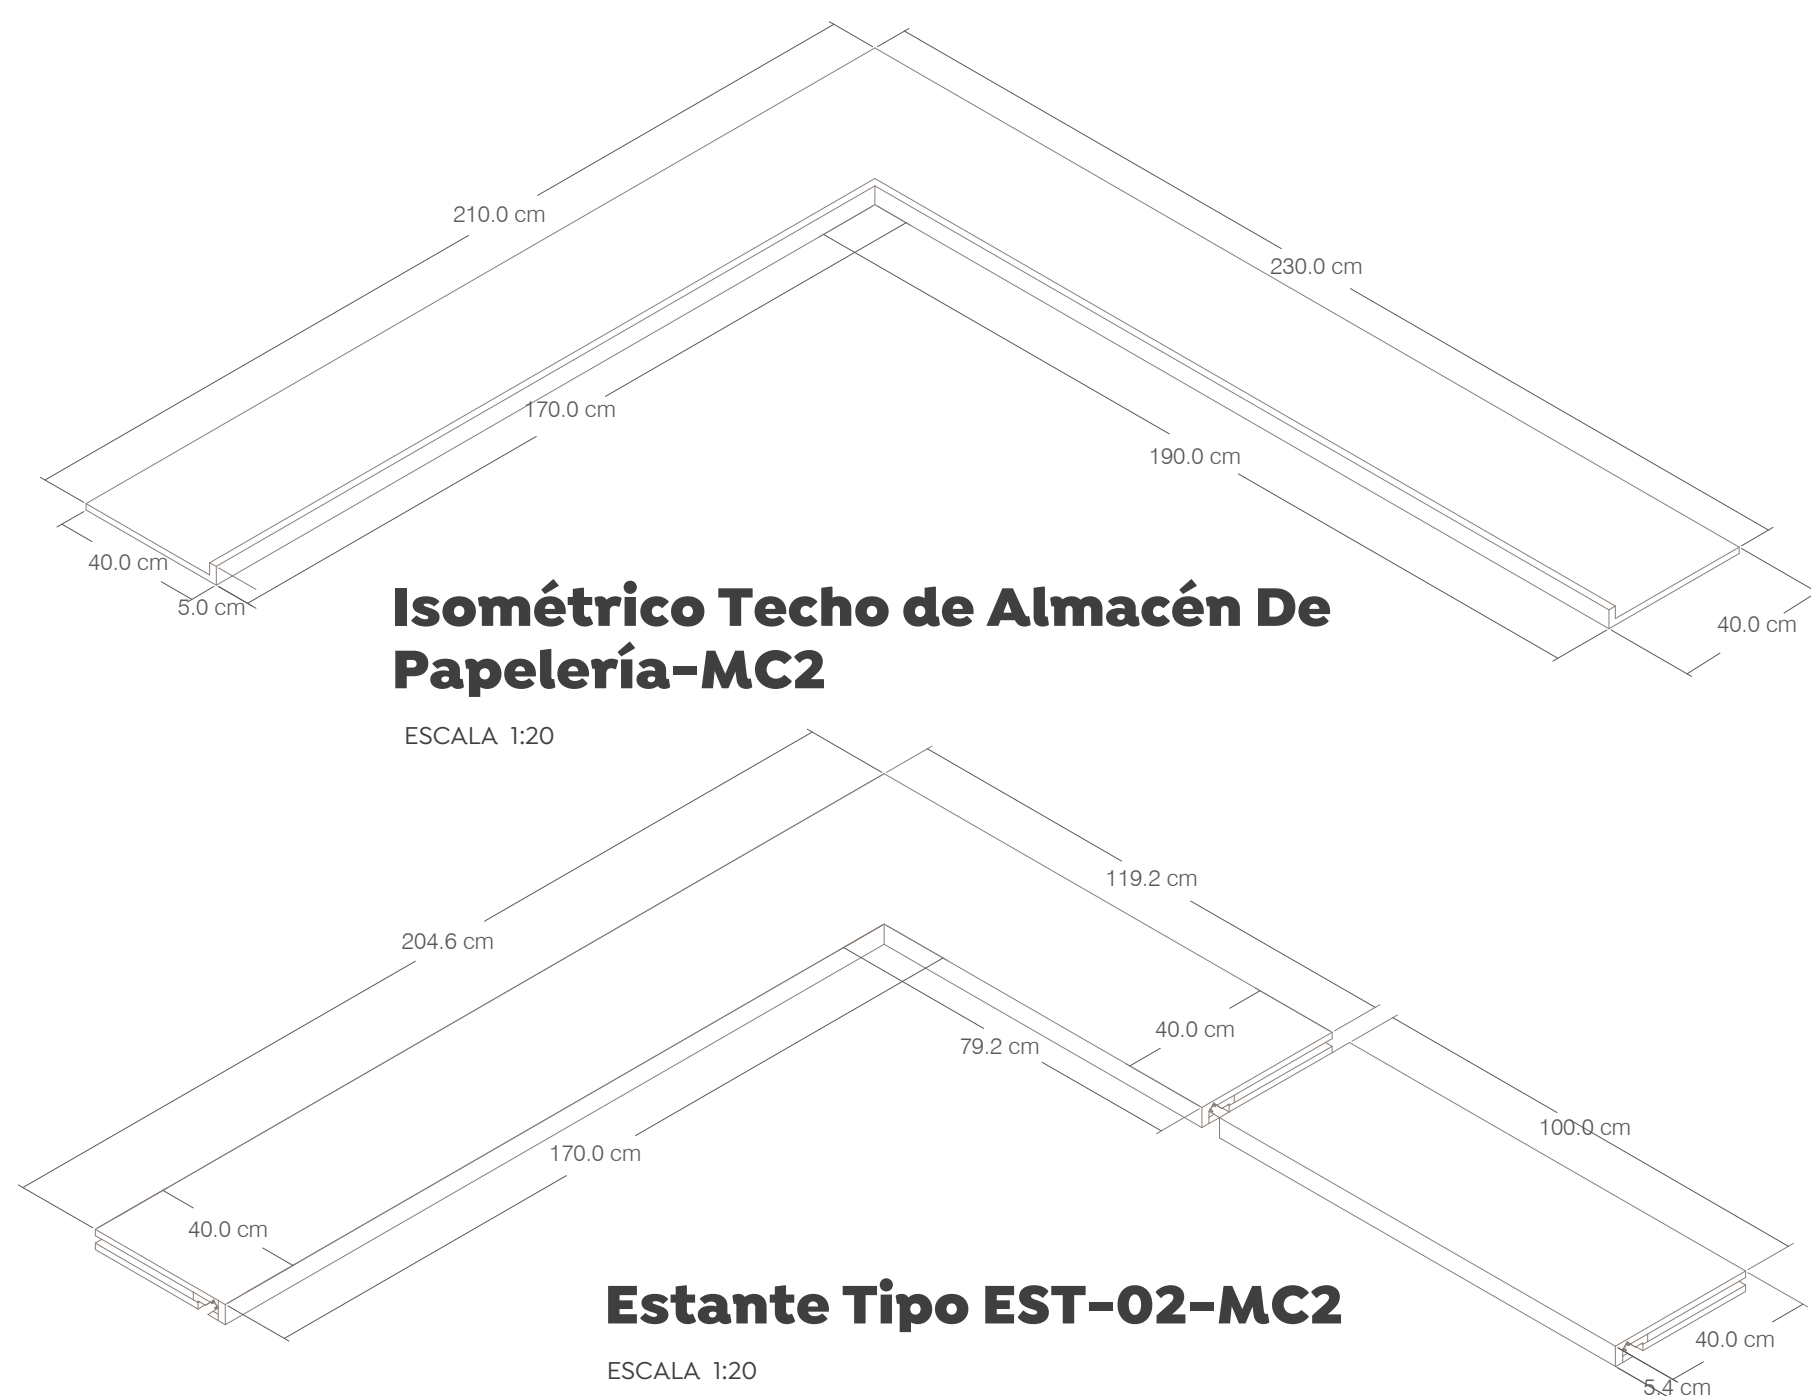 210.0 cm
230.0 cm
170.0 cm
190.0 cm
40.0 cm
5.0 cm
40.0 cm
Isométrico Techo de Almacén De
Papelería-MC2
ESCALA 1:20
119.2 cm
204.6 cm
40.0 cm
79.2 cm
100.0 cm
170.0 cm
40.0 cm
Estante Tipo EST-02-MC2
40.0 cm
ESCALA 1:20
5.4 cm